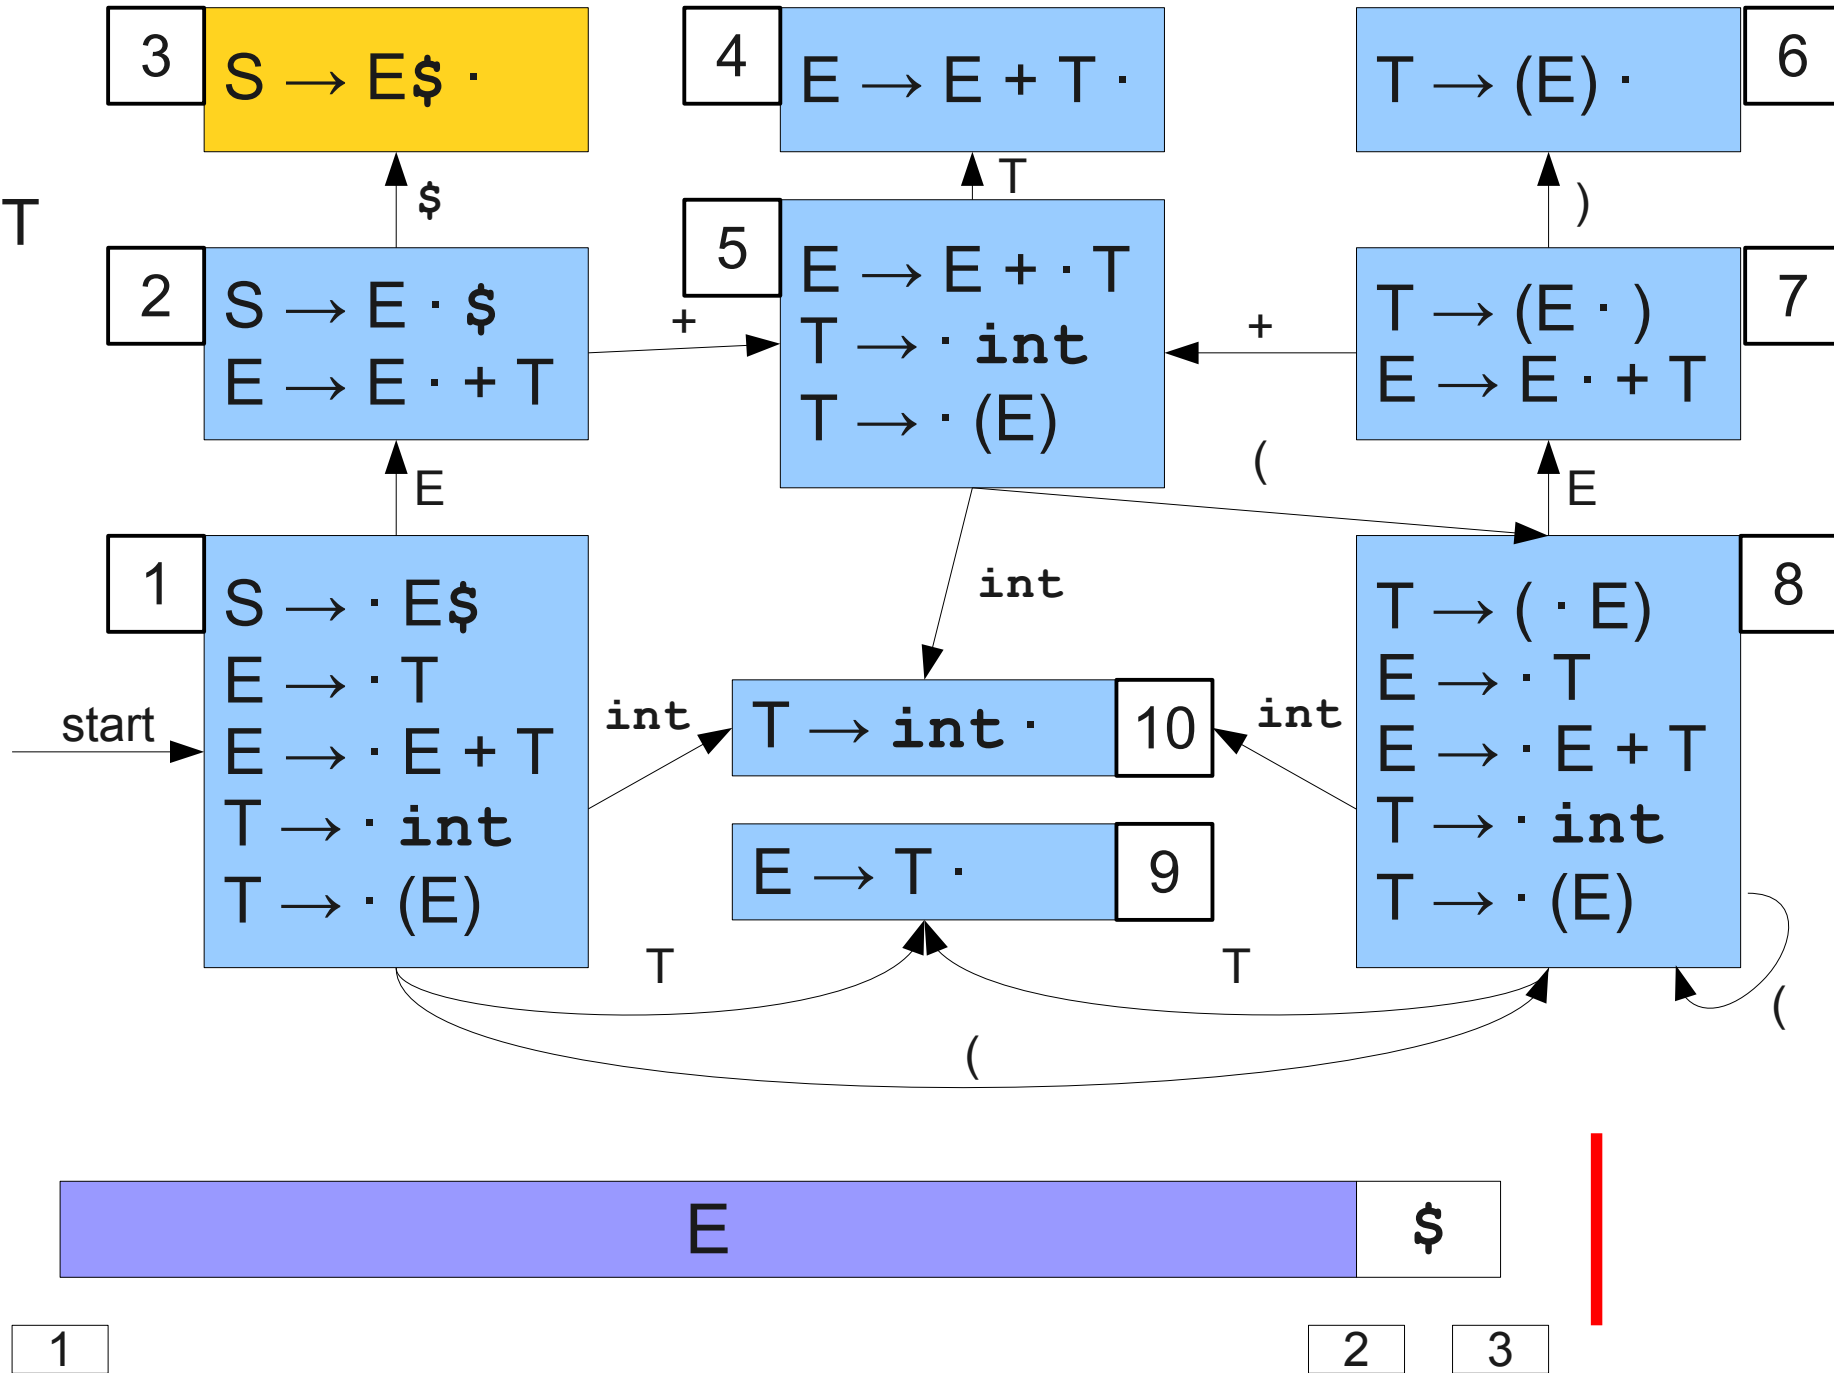 3
S → E$ ·
4
E → E + T ·
T → (E) ·
6
$
T
)
T
2
S → E · $
E → E · + T
+
5
E → E + · T
T → · int
T → · (E)
+
T → (E · )
E → E · + T
7
E
(
E
1
S → · E$
E → · T
E → · E + T
T → · int
T → · (E)
start
int
int
T → int ·
10
int
E → T ·
9
T → ( · E)
E → · T
E → · E + T
T → · int
T → · (E)
8
T
T
(
(
E
$
1
2
3